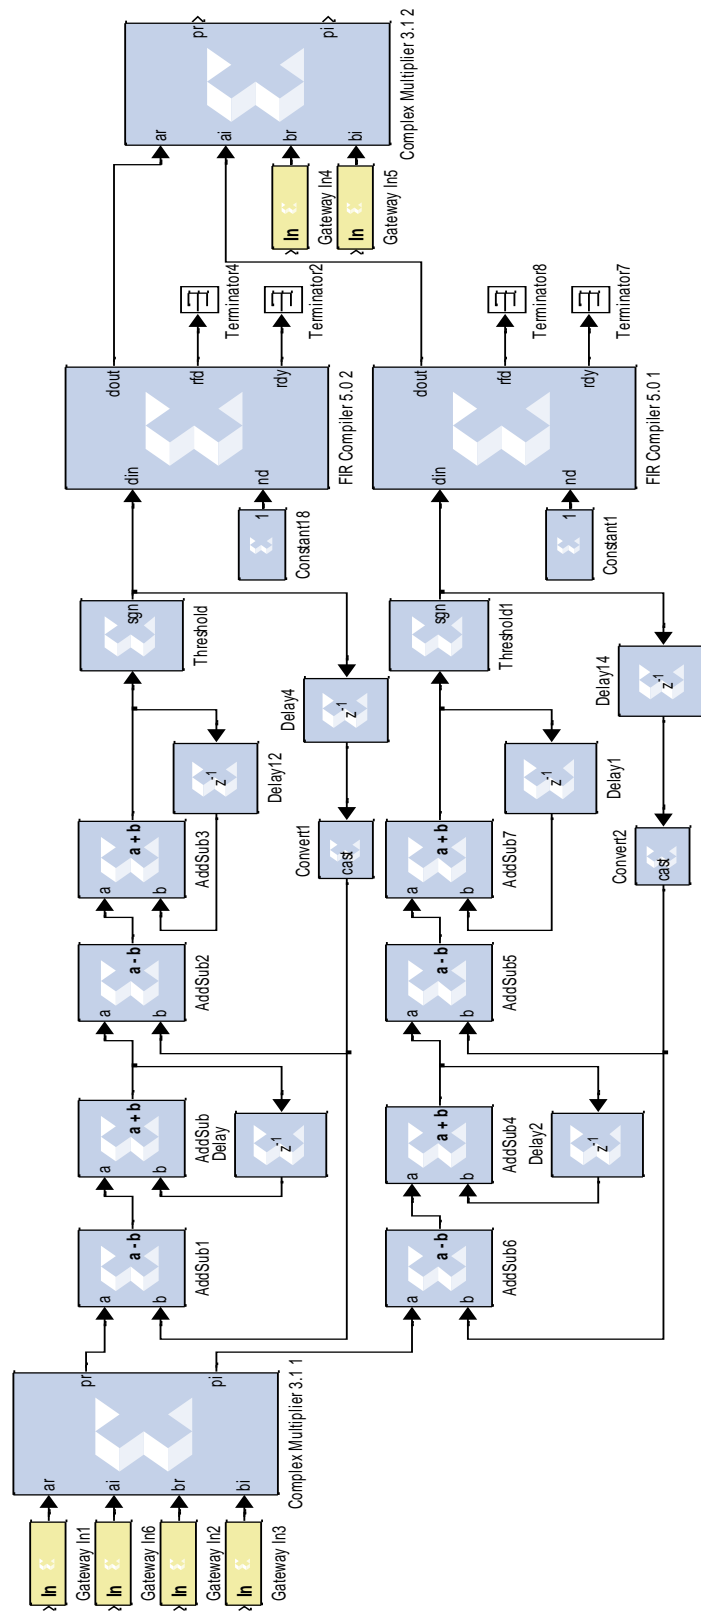 In
Gateway In1
In
Gateway In6
In
Gateway In2
In
Gateway In3
ar
ai
br
bi
pr
pi
Complex Multiplier 3.1 1
a
b
a - b
AddSub1
a
b
a + b
AddSub
Delay
z-1
a
b
a - b
AddSub2
a
b
a + b
AddSub3
z-1
Delay12
sgn
Threshold
z-1
Delay4
cast
Convert1
1
Constant18
din
nd
dout
rfd
rdy
FIR Compiler 5.0 2
Terminator4
Terminator2
a
b
a - b
AddSub6
a
b
a + b
AddSub4
Delay2
z-1
a
b
a - b
AddSub5
a
b
a + b
AddSub7
z-1
Delay1
sgn
Threshold1
z-1
Delay14
cast
Convert2
1
Constant1
din
nd
dout
rfd
rdy
FIR Compiler 5.0 1
Terminator8
Terminator7
In
Gateway In4
In
Gateway In5
ar
ai
br
bi
pr
pi
Complex Multiplier 3.1 2